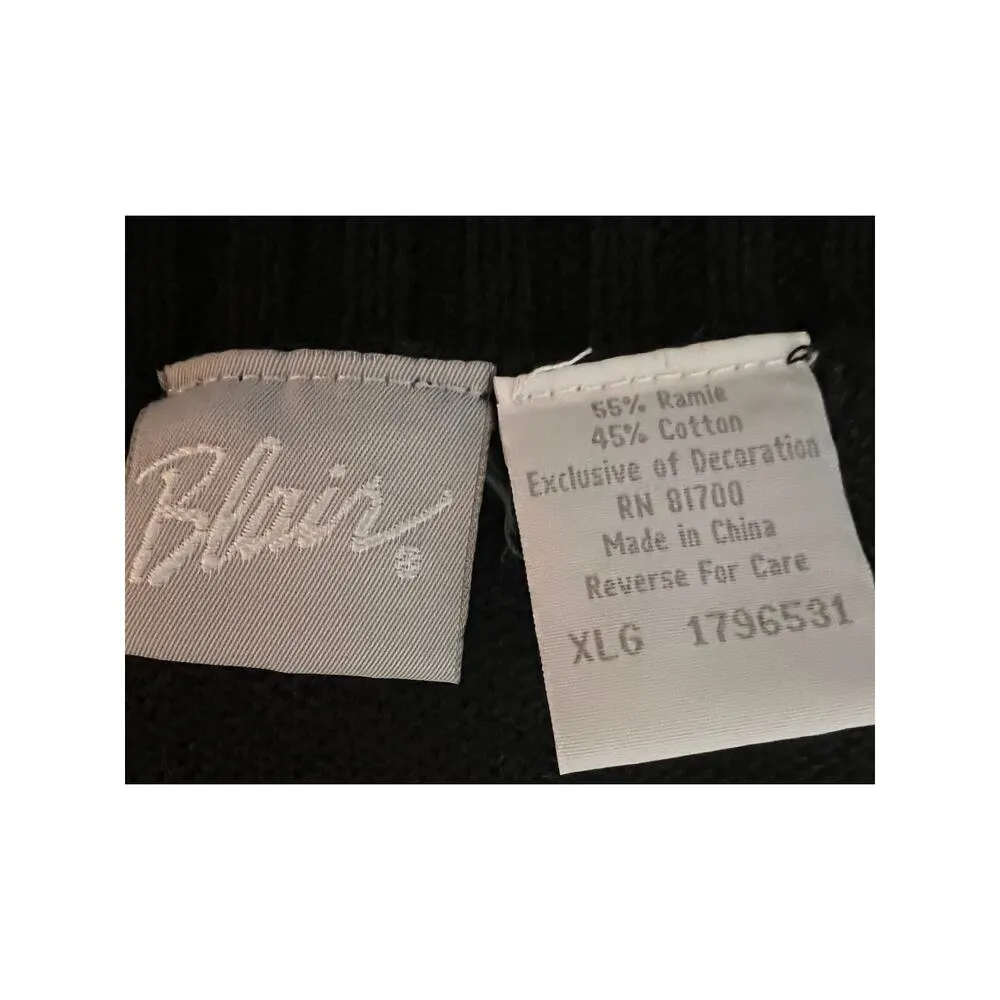 Blair®
55% Ramie
45% Cotton
Exclusive of Decoration
RN 81700
Made in China
Reverse For Care
XLG 1796531